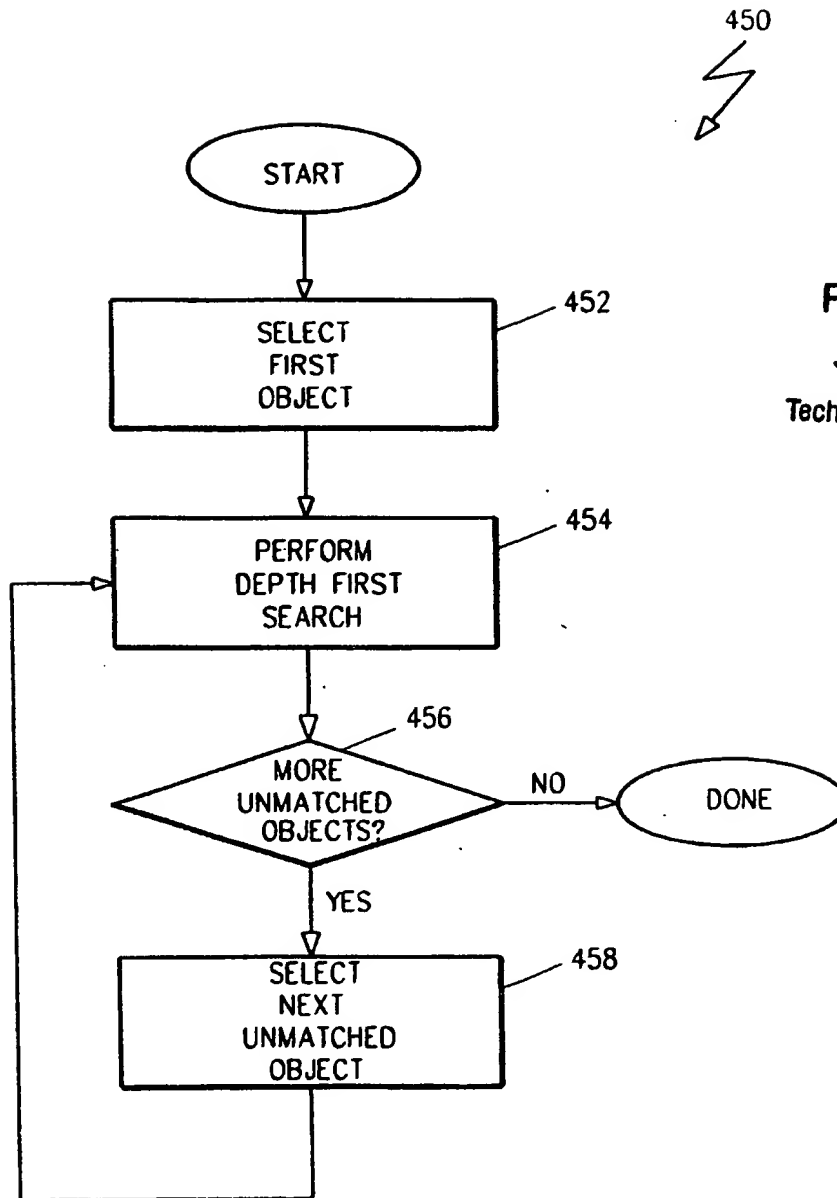 450
START
452
SELECT
FIRST
OBJECT
454
PERFORM
DEPTH FIRST
SEARCH
456
MORE
UNMATCHED
OBJECTS?
NO
DONE
YES
458
SELECT
NEXT
UNMATCHED
OBJECT